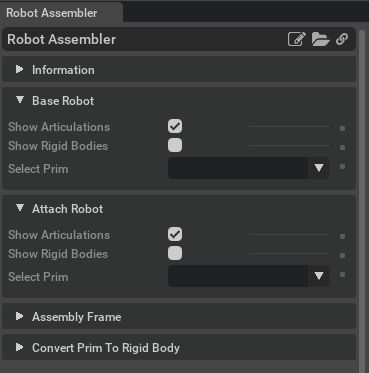 Robot Assembler
Robot Assembler
Information
Base Robot
Show Articulations
Show Rigid Bodies
Select Prim
Attach Robot
Show Articulations
Show Rigid Bodies
Select Prim
Assembly Frame
Convert Prim To Rigid Body